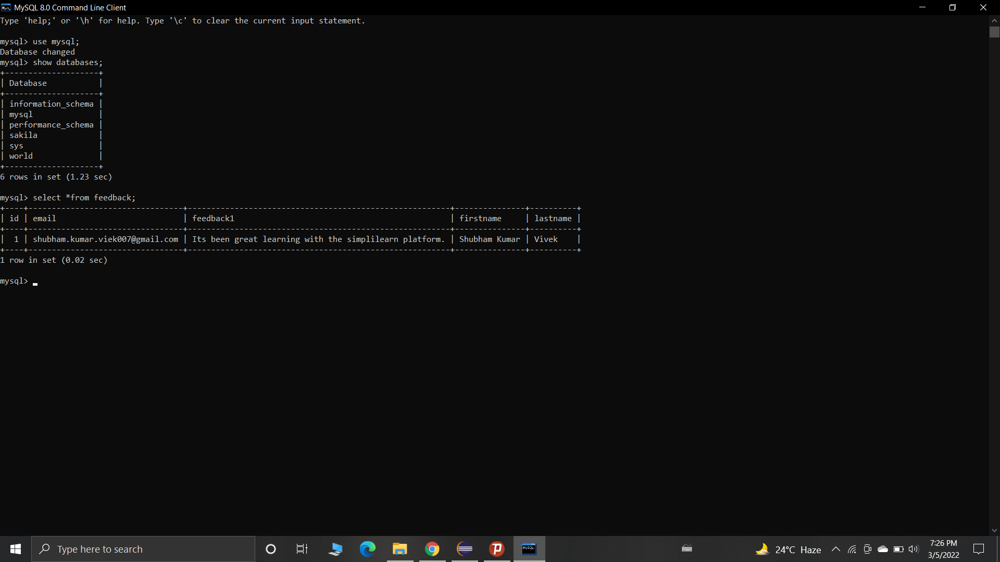 MySQL 8.0 Command Line Client
Type 'help;' or '\h' for help. Type '\c' to clear the current input statement.
mysql> use mysql;
Database changed
mysql> show databases;
+--------------------+
| Database           |
+--------------------+
| information_schema |
| mysql              |
| performance_schema |
| sakila             |
| sys                |
| world              |
+--------------------+
6 rows in set (1.23 sec)
mysql> select *from feedback;
+----+---------------------------------+--------------------------------------------------------+---------------+----------+
| id | email                           | feedback1                                              | firstname     | lastname |
+----+---------------------------------+--------------------------------------------------------+---------------+----------+
|  1 | shubham.kumar.viek007@gmail.com | Its been great learning with the simplilearn platform. | Shubham Kumar | Vivek    |
+----+---------------------------------+--------------------------------------------------------+---------------+----------+
1 row in set (0.02 sec)
mysql>
Type here to search
MySQL
24°C Haze
7:26 PM
3/5/2022